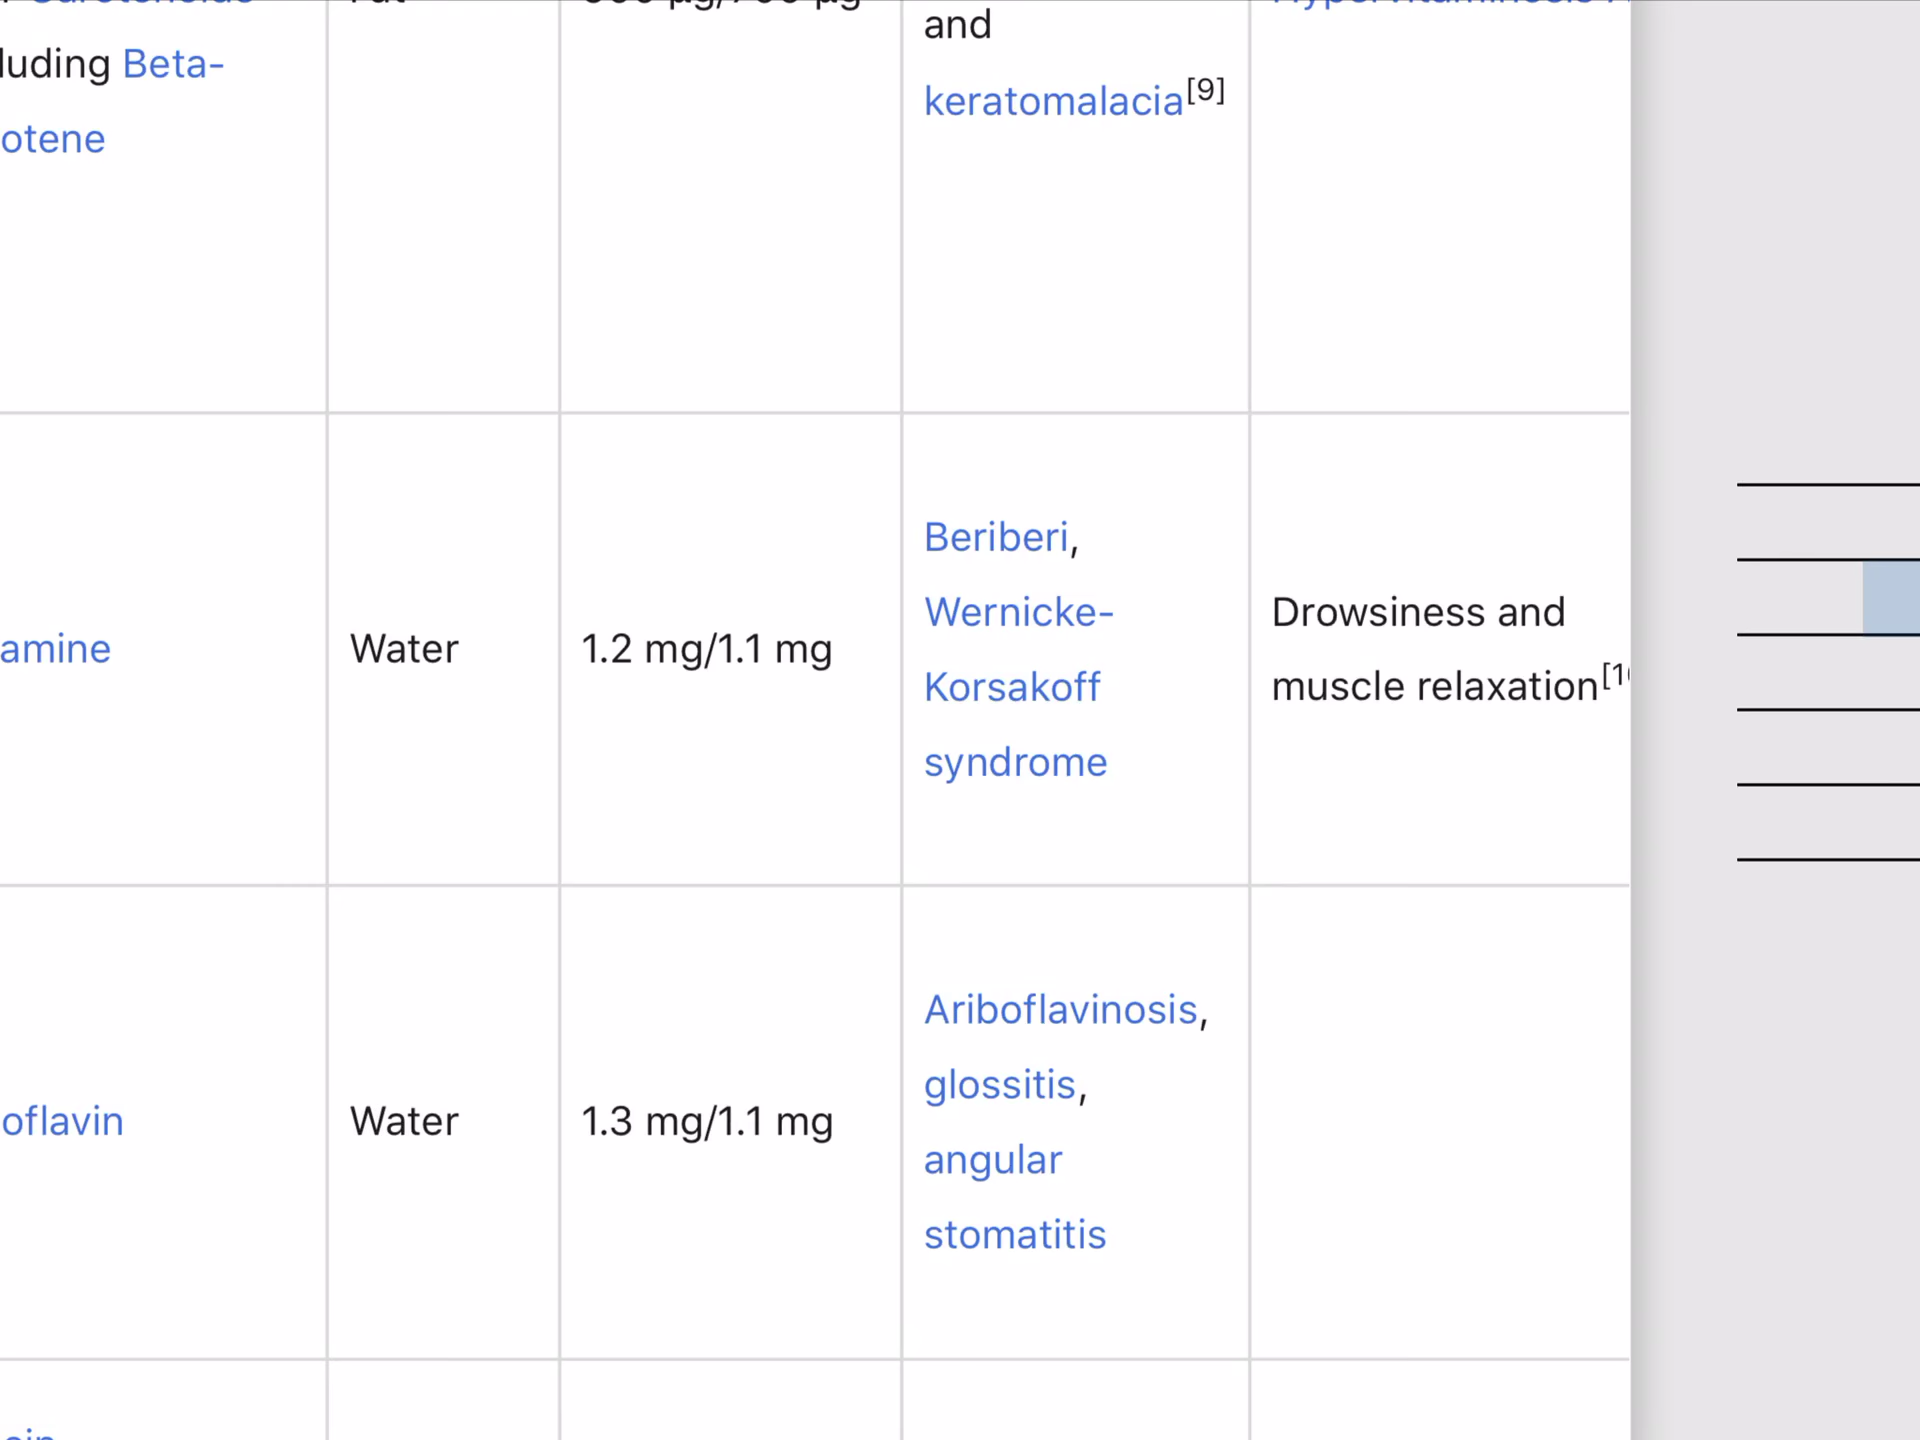 and
keratomalacia[9]
luding Beta-
otene
Beriberi,
Wernicke-
Korsakoff
syndrome
amine
Water
1.2 mg/1.1 mg
Drowsiness and
muscle relaxation
Ariboflavinosis,
glossitis,
angular
stomatitis
oflavin
Water
1.3 mg/1.1 mg